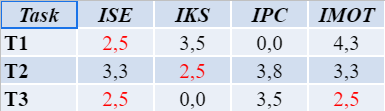 Task ISE IKS IPC IMOT
T1 2,5 3,5 0,0 4,3
T2 3,3 2,5 3,8 3,3
T3 2,5 0,0 3,5 2,5